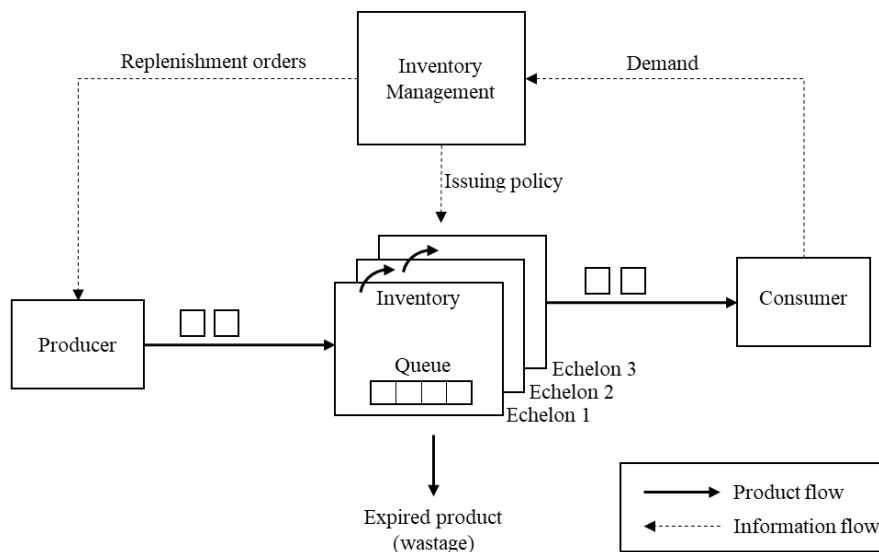 Replenishment orders
Inventory
Management
Demand
Issuing policy
Producer
Inventory
Queue
Echelon 3
Echelon 2
Echelon 1
Consumer
Expired product
(wastage)
Product flow
Information flow